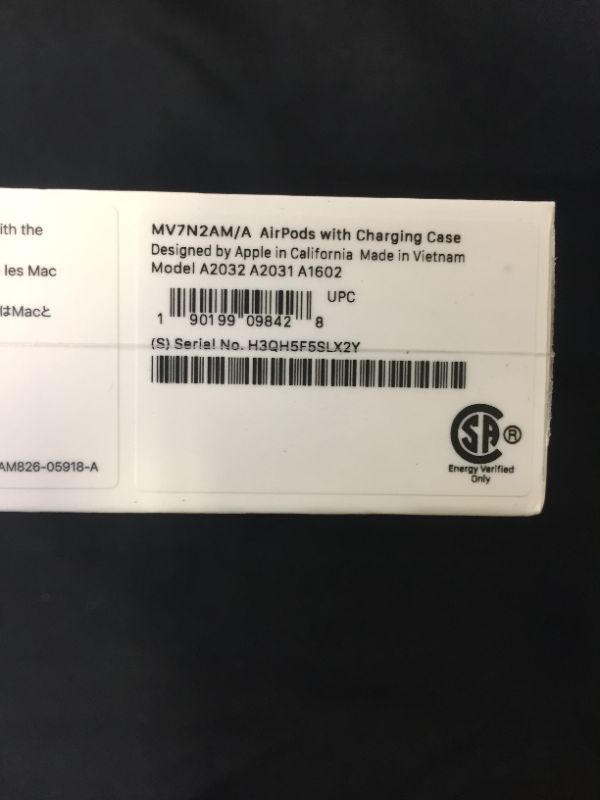 ith the
les Mac
はMacと
AM826-05918-A
MV7N2AM/A AirPods with Charging Case
Designed by Apple in California Made in Vietnam
Model A2032 A2031 A1602
UPC
1 90199 09842 8
(S) Serial No. H3QH5F5SLX2Y
SA ®
Energy Verified
Only